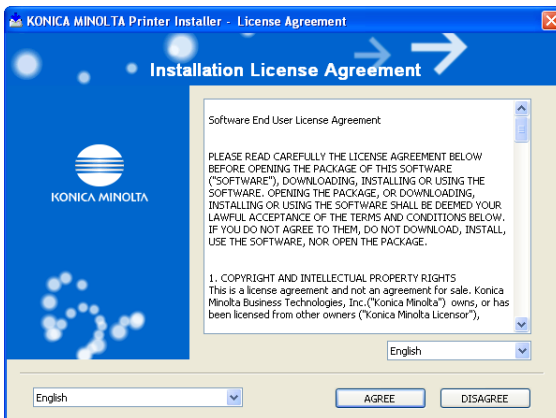 KONICA MINOLTA Printer Installer - License Agreement
Installation License Agreement
KONICA MINOLTA
Software End User License Agreement
PLEASE READ CAREFULLY THE LICENSE AGREEMENT BELOW
BEFORE OPENING THE PACKAGE OF THIS SOFTWARE
("SOFTWARE"), DOWNLOADING, INSTALLING OR USING THE
SOFTWARE. OPENING THE PACKAGE, OR DOWNLOADING,
INSTALLING OR USING THE SOFTWARE SHALL BE DEEMED YOUR
LAWFUL ACCEPTANCE OF THE TERMS AND CONDITIONS BELOW.
IF YOU DO NOT AGREE TO THEM, DO NOT DOWNLOAD, INSTALL,
USE THE SOFTWARE, NOR OPEN THE PACKAGE.
1. COPYRIGHT AND INTELLECTUAL PROPERTY RIGHTS
This is a license agreement and not an agreement for sale. Konica
Minolta Business Technologies, Inc.("Konica Minolta") owns, or has
been licensed from other owners ("Konica Minolta Licensor"),
English
English
AGREE
DISAGREE